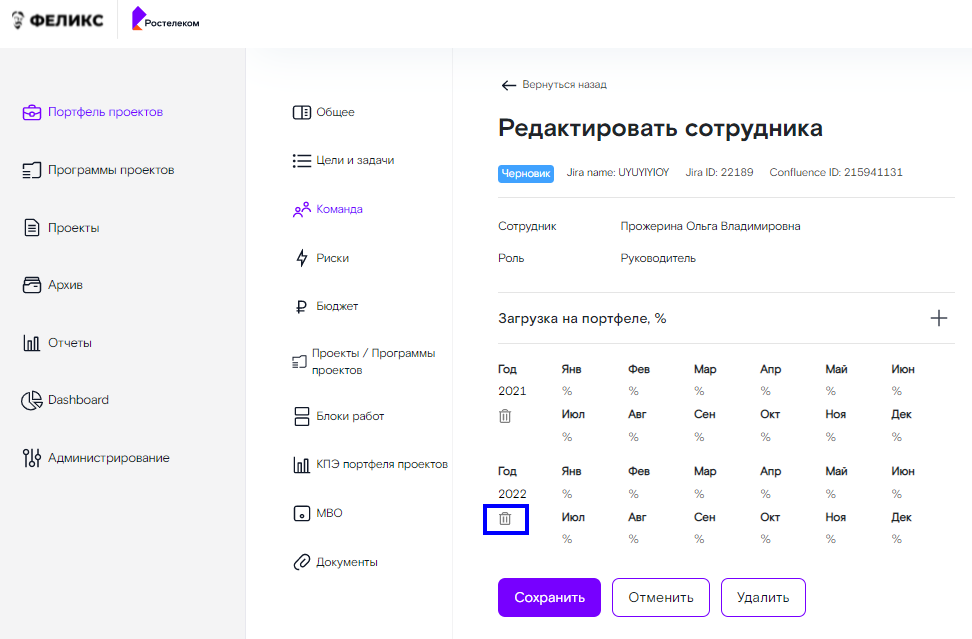 ФЕЛИКС
Ростелеком
Портфель проектов
Программы проектов
Проекты
Архив
Отчеты
Dashboard
Администрирование
Общее
Цели и задачи
Команда
Риски
Бюджет
Проекты / Программы
проектов
Блоки работ
КПЭ портфеля проектов
МВО
Документы
Вернуться назад
Редактировать сотрудника
Черновик Jira name: UYUYIYIOY Jira ID: 22189 Confluence ID: 215941131
Сотрудник Прожерина Ольга Владимировна
Роль Руководитель
Загрузка на портфеле, %
Год Янв Фев Мар Апр Май Июн
2021 % % % % % %
Июл Авг Сен Окт Ноя Дек
% % % % % %
Год Янв Фев Мар Апр Май Июн
2022 % % % % % %
Июл Авг Сен Окт Ноя Дек
% % % % % %
Сохранить Отменить Удалить